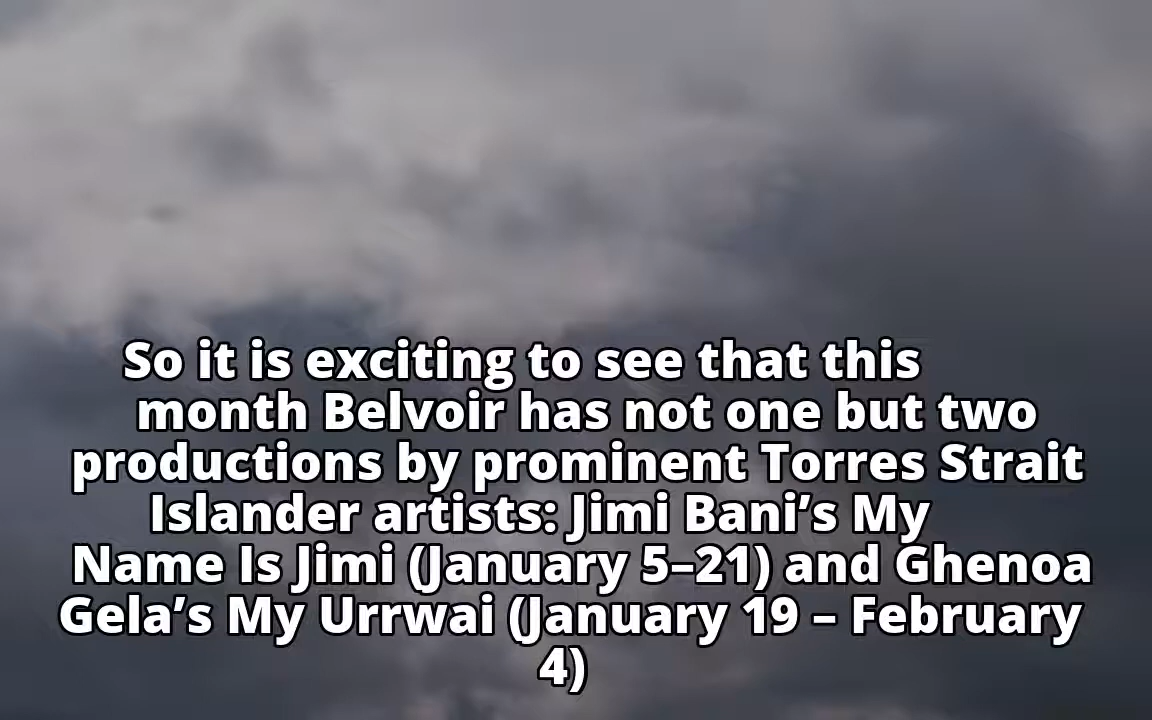 So it is exciting to see that this
month Belvoir has not one but two
productions by prominent Torres Strait
Islander artists: Jimi Bani’s My
Name Is Jimi (January 5–21) and Ghenoa
Gela’s My Urrwai (January 19 – February
4)